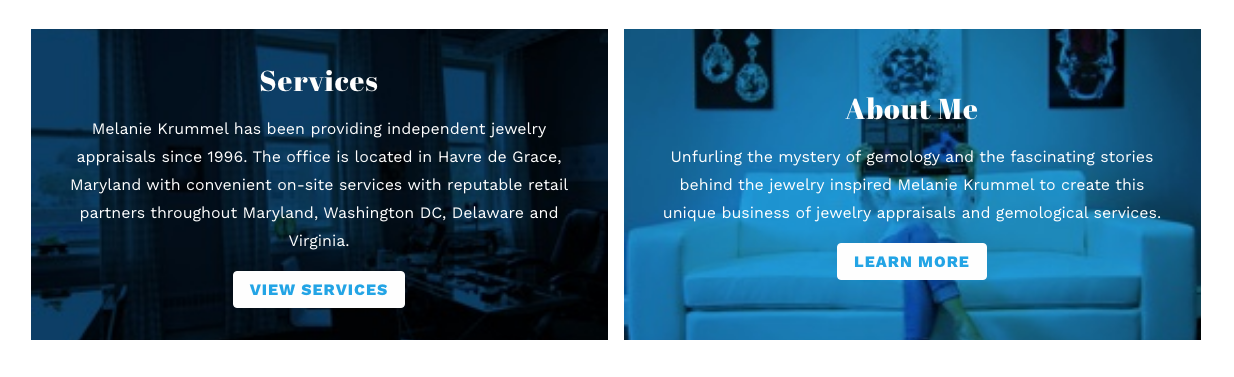 Services
Melanie Krummel has been providing independent jewelry
appraisals since 1996. The office is located in Havre de Grace,
Maryland with convenient on-site services with reputable retail
partners throughout Maryland, Washington DC, Delaware and
Virginia.
VIEW SERVICES
About Me
Unfurling the mystery of gemology and the fascinating stories
behind the jewelry inspired Melanie Krummel to create this
unique business of jewelry appraisals and gemological services.
LEARN MORE